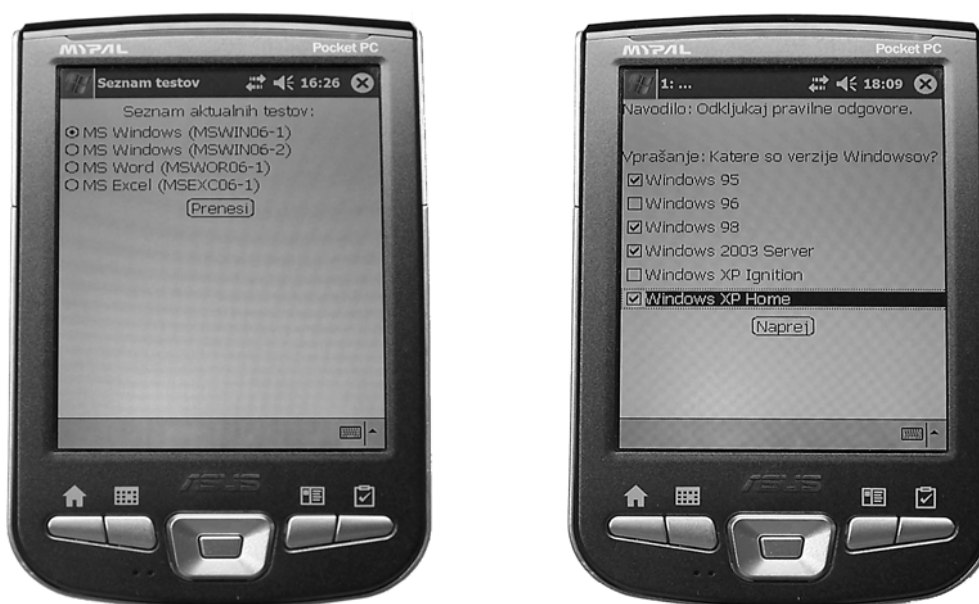 MYPAL Pocket PC
Seznam testov 16:26
Seznam aktualnih testov:
MS Windows (MSWIN06-1)
MS Windows (MSWIN06-2)
MS Word (MSWOR06-1)
MS Excel (MSEXC06-1)
Prenesi
ASUS
MYPAL Pocket PC
1: ... 18:09
Navodilo: Odkljukaj pravilne odgovore.
Vprašanje: Katere so verzije Windowsov?
Windows 95
Windows 96
Windows 98
Windows 2003 Server
Windows XP Ignition
Windows XP Home
Naprej
ASUS